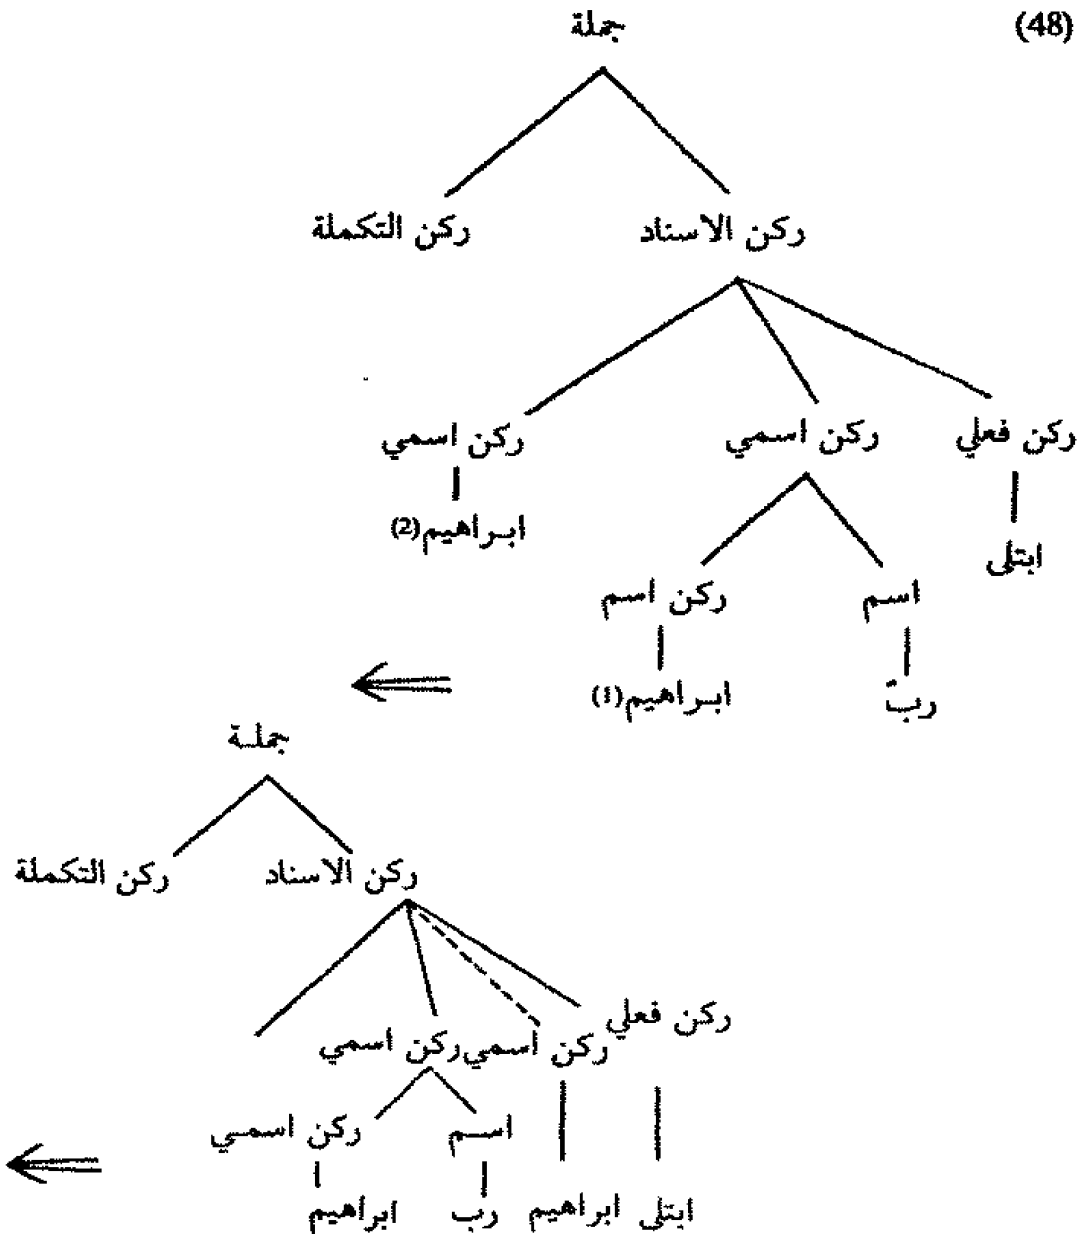 (48)
جملة
ركن الاسناد ركن التكملة
ركن فعلي ركن اسمي ركن اسمي
ابتلى ابراهيم(2)
اسم ركن اسم
ربّ ابراهيم(1)
جملة
ركن الاسناد ركن التكملة
ركن فعلي ركن اسمي ركن اسمي
اسم ركن اسمي
ابتلى ابراهيم رب ابراهيم